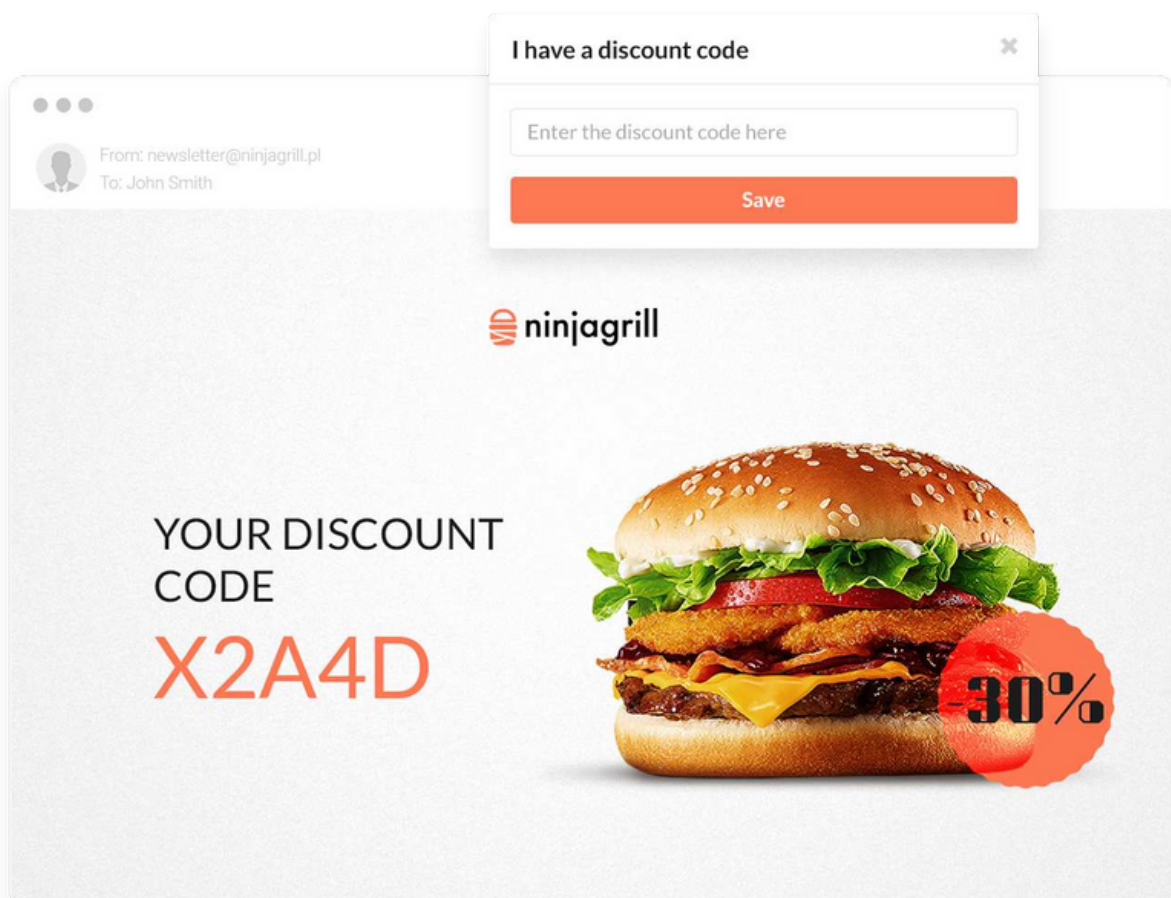 I have a discount code
Enter the discount code here
Save
From: newsletter@ninjagrill.pl
To: John Smith
ninjagrill
YOUR DISCOUNT
CODE
X2A4D
-30%